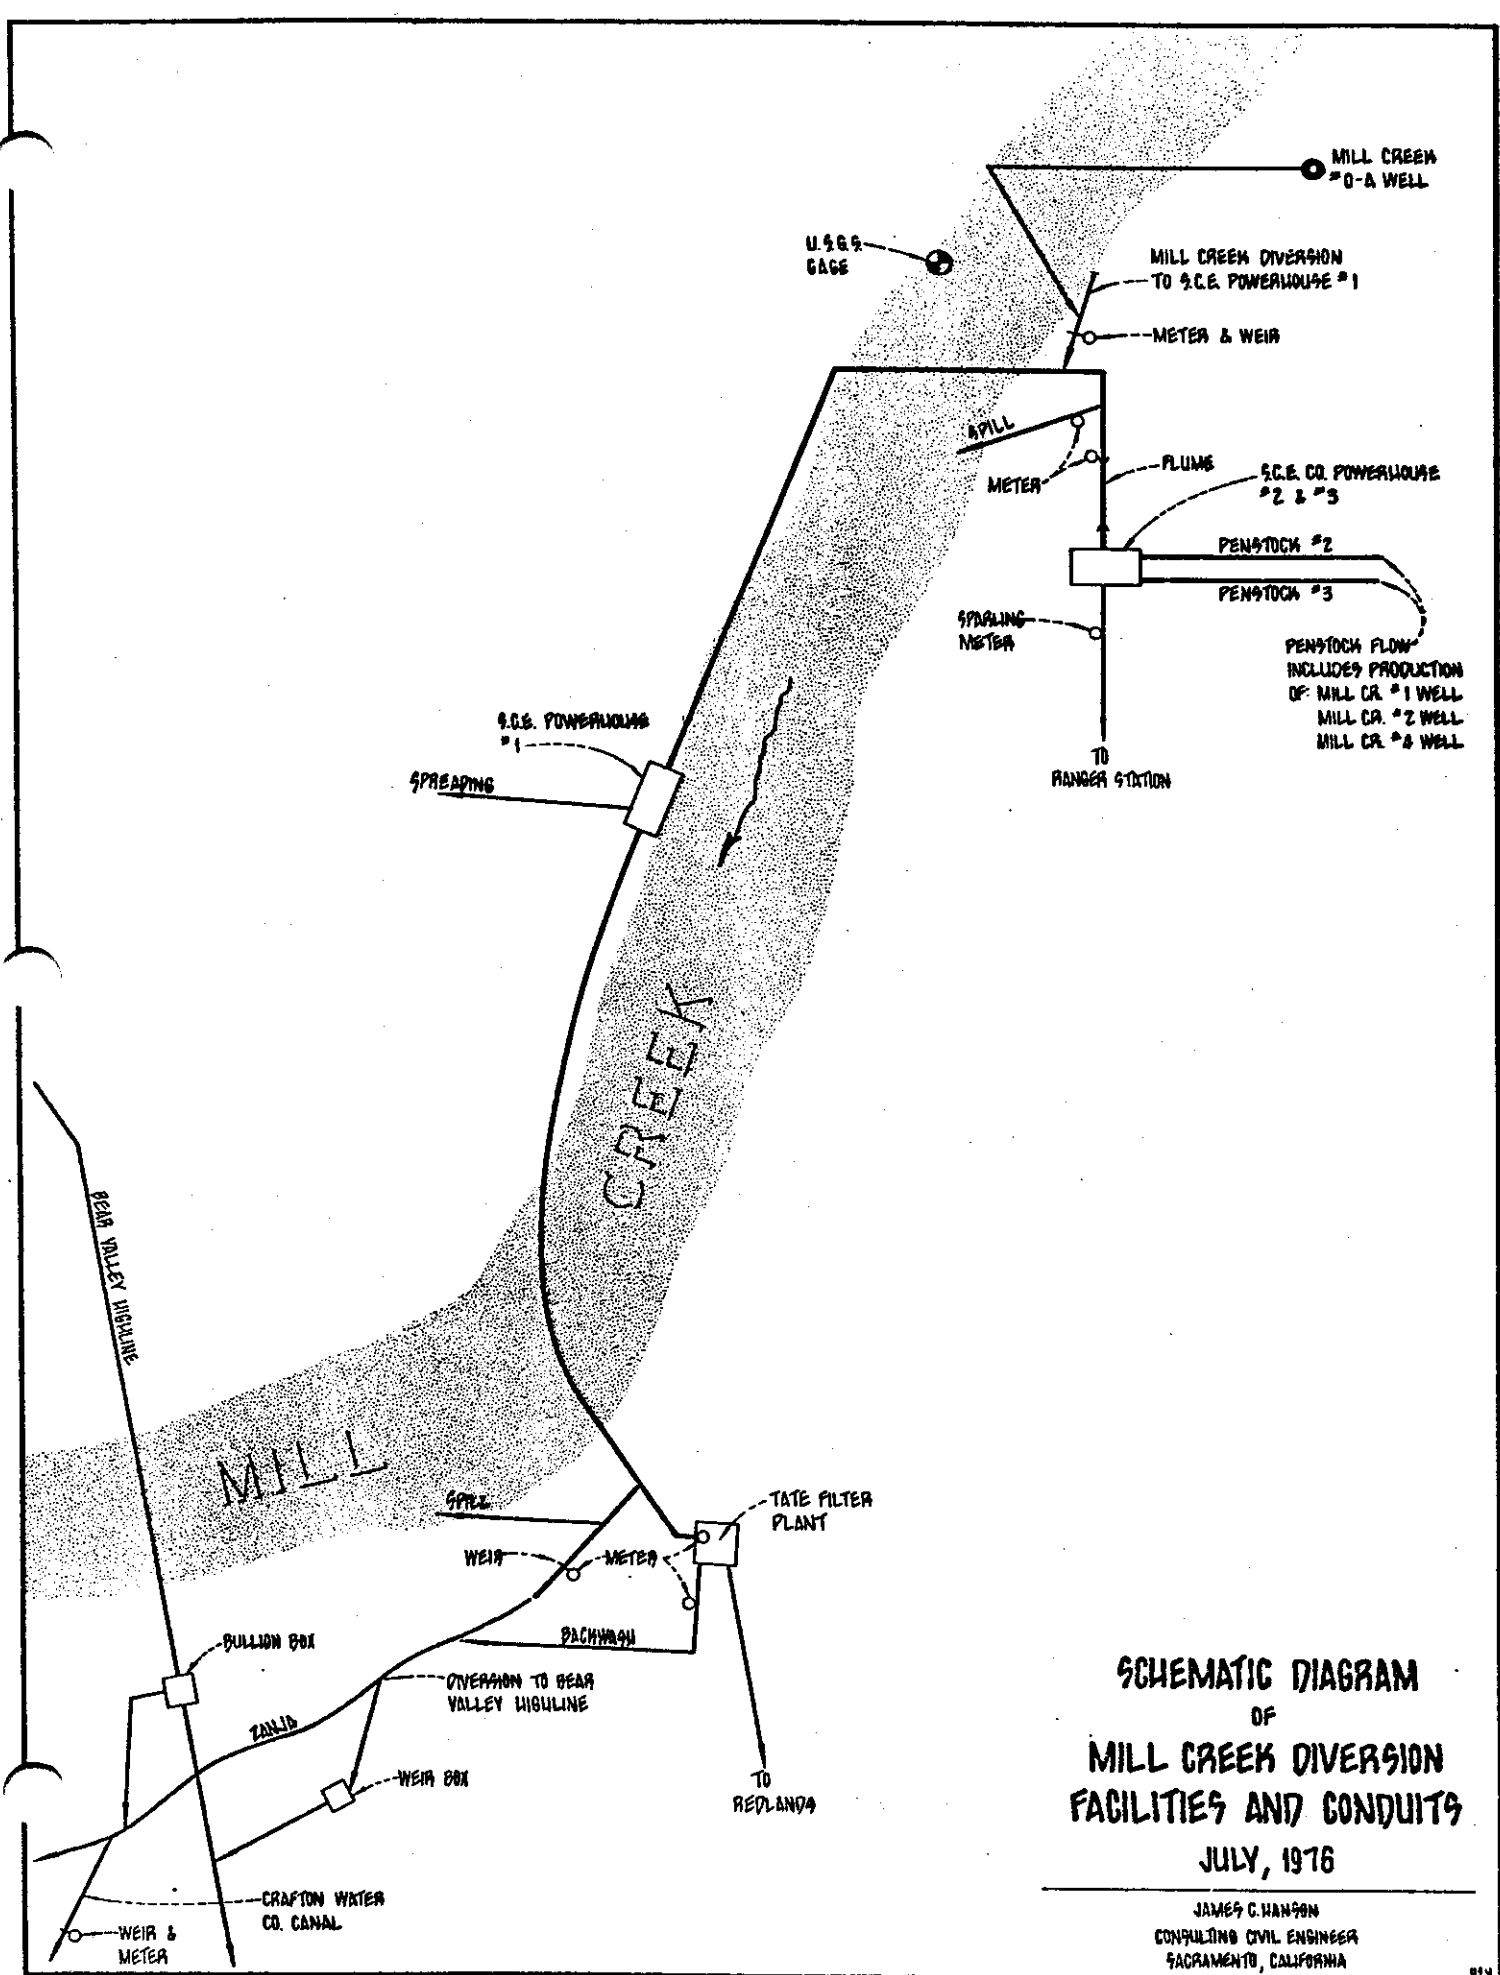 MILL CREEK
#0-A WELL
U.S.G.S.
GAGE
MILL CREEK DIVERSION
TO S.C.E. POWERHOUSE #1
METER & WEIR
SPILL
METER
FLUME
S.C.E. CO. POWERHOUSE
#2 & #3
PENSTOCK #2
PENSTOCK #3
SPARLING
METER
PENSTOCK FLOW
INCLUDES PRODUCTION
OF: MILL CR. #1 WELL
MILL CR. #2 WELL
MILL CR. #4 WELL
TO
RANGER STATION
S.C.E. POWERHOUSE
#1
SPREADING
CREEK
BEAR VALLEY HIGHLINE
MILL
SPILL
TATE FILTER
PLANT
WEIR
METER
BULLION BOX
BACKWASH
DIVERSION TO BEAR
VALLEY HIGHLINE
ZANJA
WEIR BOX
TO
REDLANDS
CRAFTON WATER
CO. CANAL
WEIR &
METER
SCHEMATIC DIAGRAM
OF
MILL CREEK DIVERSION
FACILITIES AND CONDUITS
JULY, 1976
JAMES C. HANSON
CONSULTING CIVIL ENGINEER
SACRAMENTO, CALIFORNIA